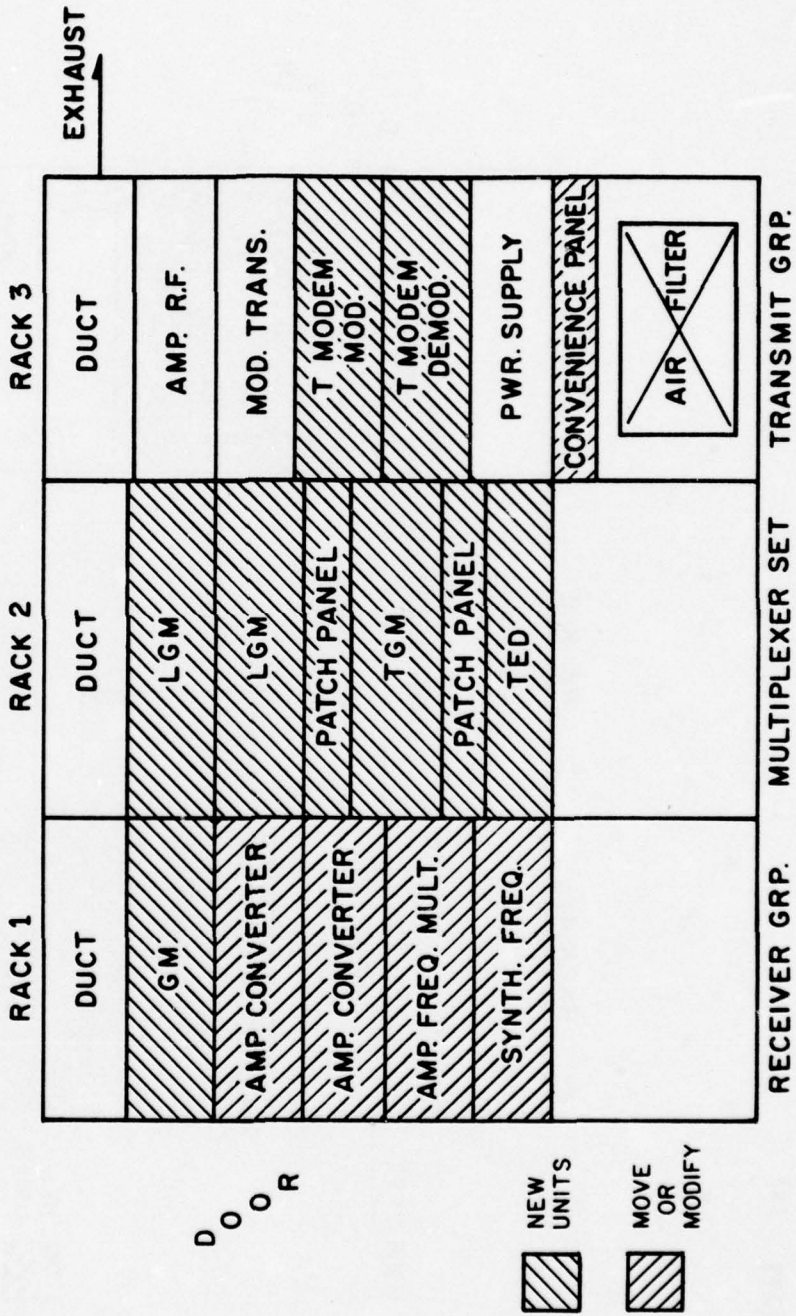 RACK 1
RACK 2
RACK 3
EXHAUST
DUCT
GM
AMP. CONVERTER
AMP. CONVERTER
AMP. FREQ. MULT.
SYNTH. FREQ.
RECEIVER GRP.
DUCT
LGM
LGM
PATCH PANEL
TGM
PATCH PANEL
TED
MULTIPLEXER SET
DUCT
AMP. R.F.
MOD. TRANS.
T MODEM
MOD.
T MODEM
DEMOD.
PWR. SUPPLY
CONVENIENCE PANEL
AIR FILTER
TRANSMIT GRP.
DOOR
NEW
UNITS
MOVE
OR
MODIFY